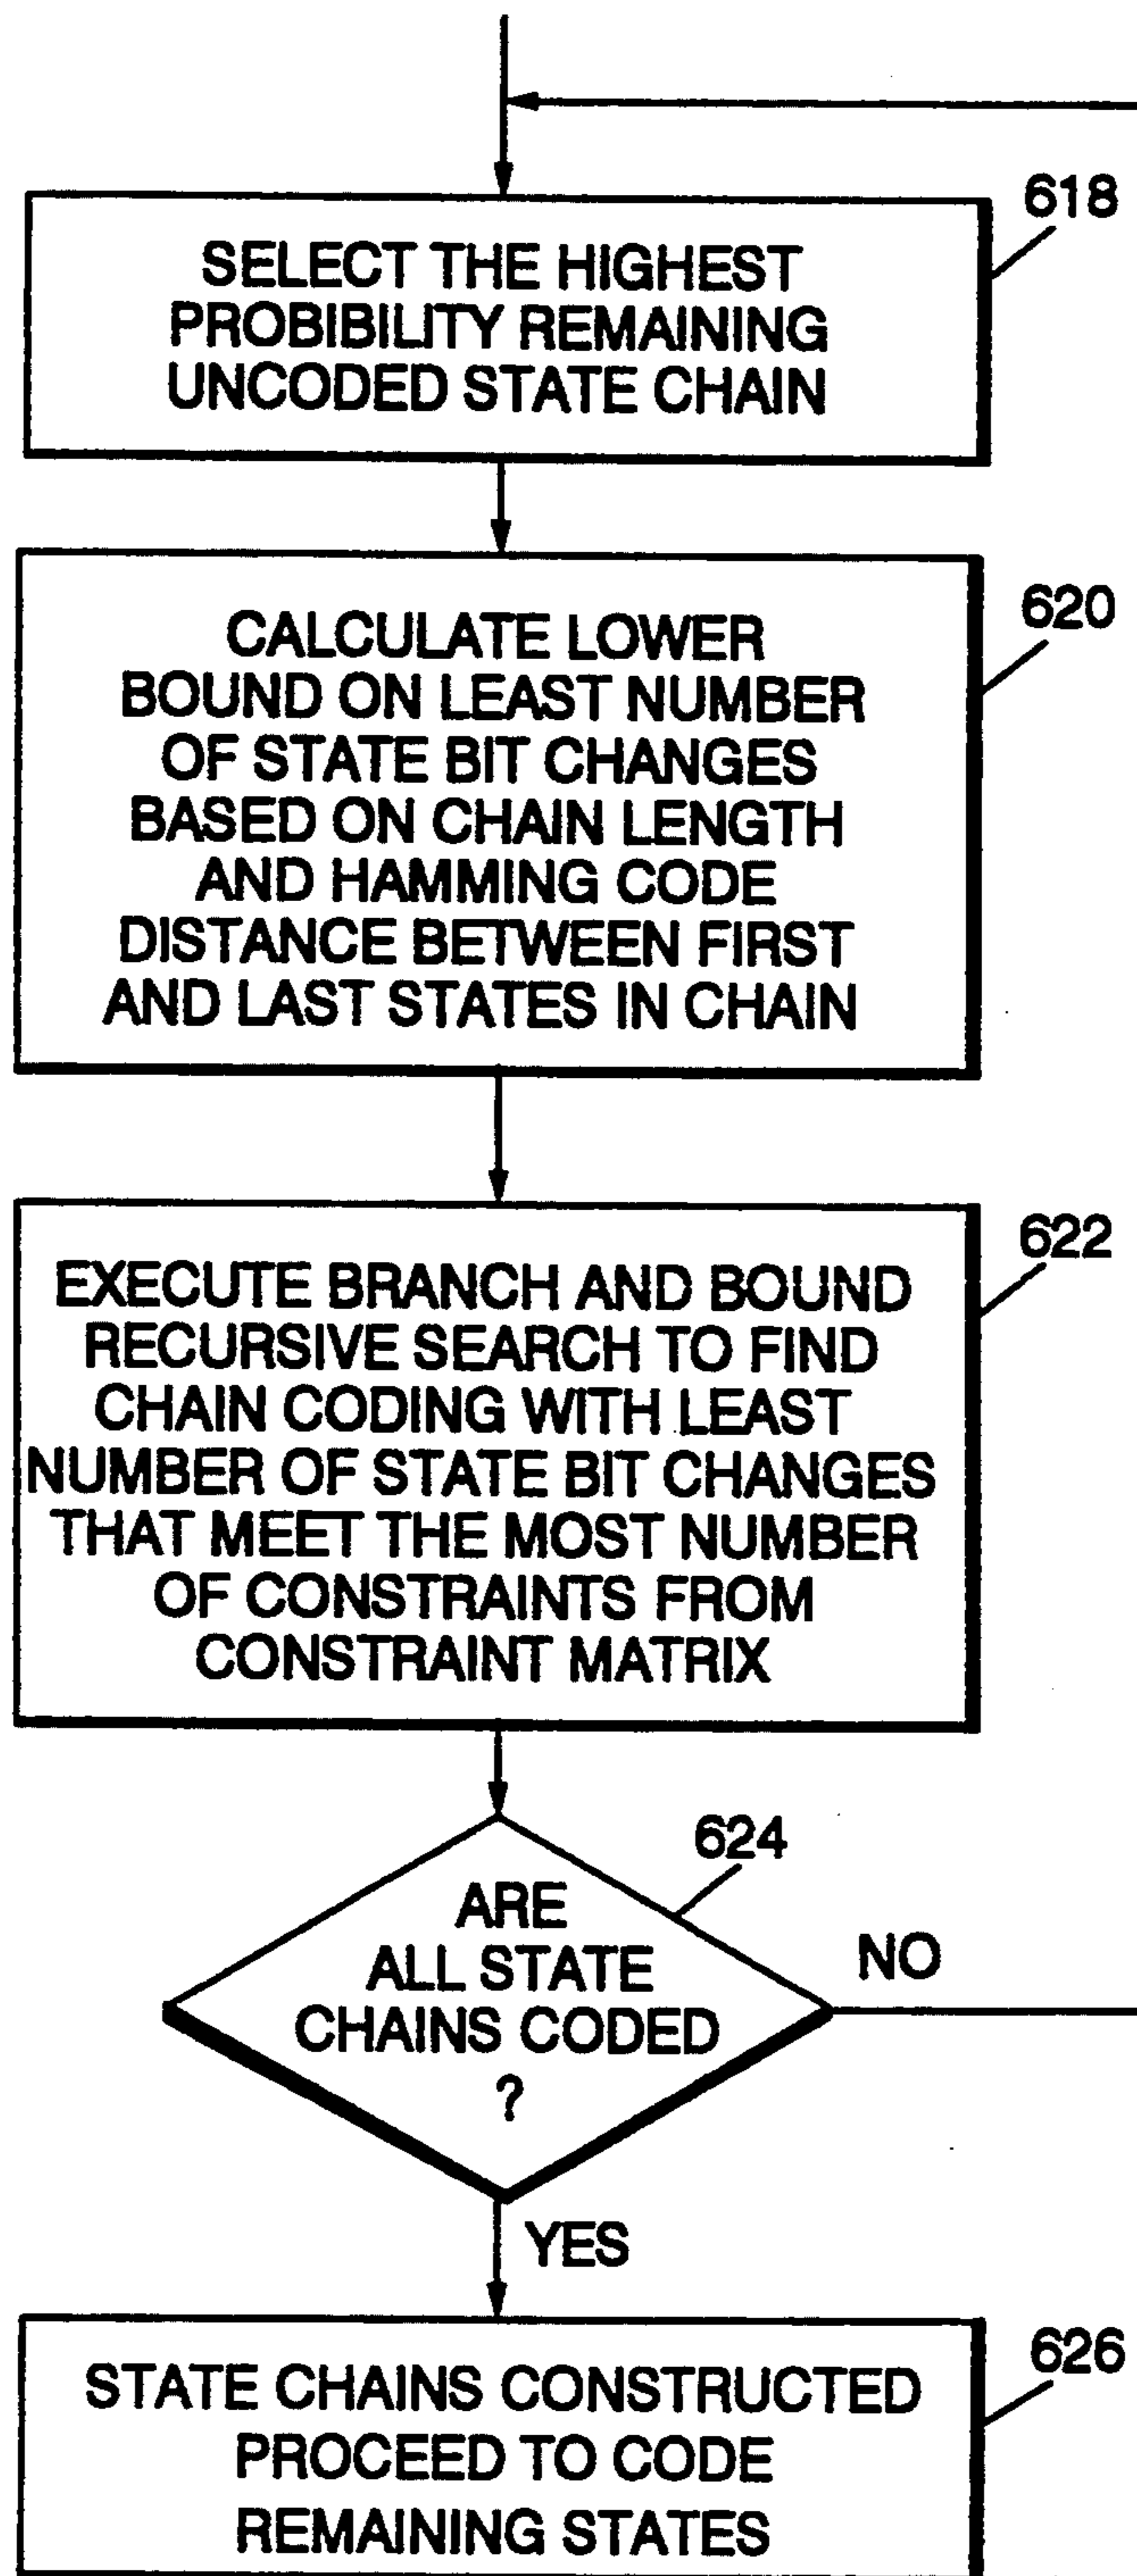 618
SELECT THE HIGHEST
PROBIBILITY REMAINING
UNCODED STATE CHAIN
620
CALCULATE LOWER
BOUND ON LEAST NUMBER
OF STATE BIT CHANGES
BASED ON CHAIN LENGTH
AND HAMMING CODE
DISTANCE BETWEEN FIRST
AND LAST STATES IN CHAIN
622
EXECUTE BRANCH AND BOUND
RECURSIVE SEARCH TO FIND
CHAIN CODING WITH LEAST
NUMBER OF STATE BIT CHANGES
THAT MEET THE MOST NUMBER
OF CONSTRAINTS FROM
CONSTRAINT MATRIX
624
ARE
ALL STATE
CHAINS CODED
?
NO
YES
626
STATE CHAINS CONSTRUCTED
PROCEED TO CODE
REMAINING STATES